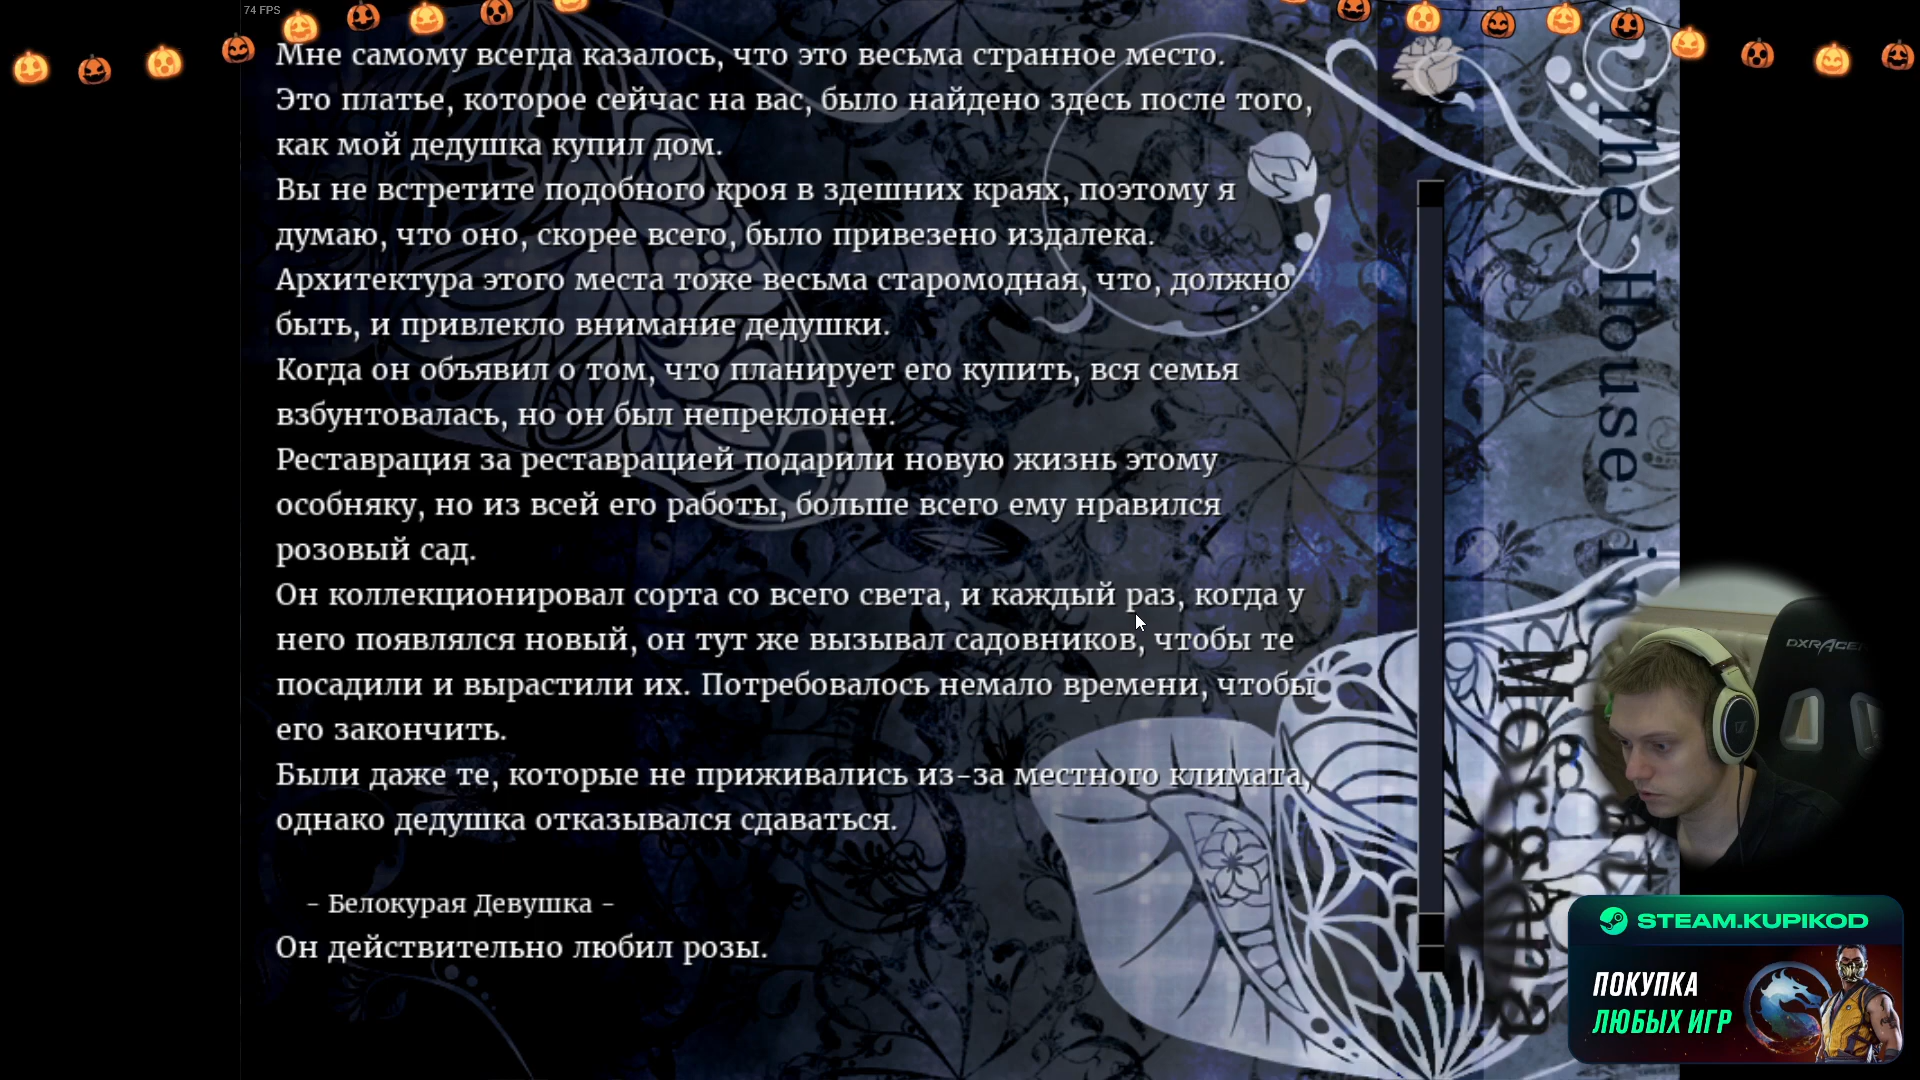 74 FPS
Мне самому всегда казалось, что это весьма странное место.
Это платье, которое сейчас на вас, было найдено здесь после того,
как мой дедушка купил дом.
Вы не встретите подобного кроя в здешних краях, поэтому я
думаю, что оно, скорее всего, было привезено издалека.
Архитектура этого места тоже весьма старомодная, что, должно
быть, и привлекло внимание дедушки.
Когда он объявил о том, что планирует его купить, вся семья
взбунтовалась, но он был непреклонен.
Реставрация за реставрацией подарили новую жизнь этому
особняку, но из всей его работы, больше всего ему нравился
розовый сад.
Он коллекционировал сорта со всего света, и каждый раз, когда у
него появлялся новый, он тут же вызывал садовников, чтобы те
посадили и вырастили их. Потребовалось немало времени, чтобы
его закончить.
Были даже те, которые не приживались из-за местного климата,
однако дедушка отказывался сдаваться.
- Белокурая Девушка -
Он действительно любил розы.
The House in
Morgana
DXRACER
STEAM.KUPIKOD
ПОКУПКА
ЛЮБЫХ ИГР